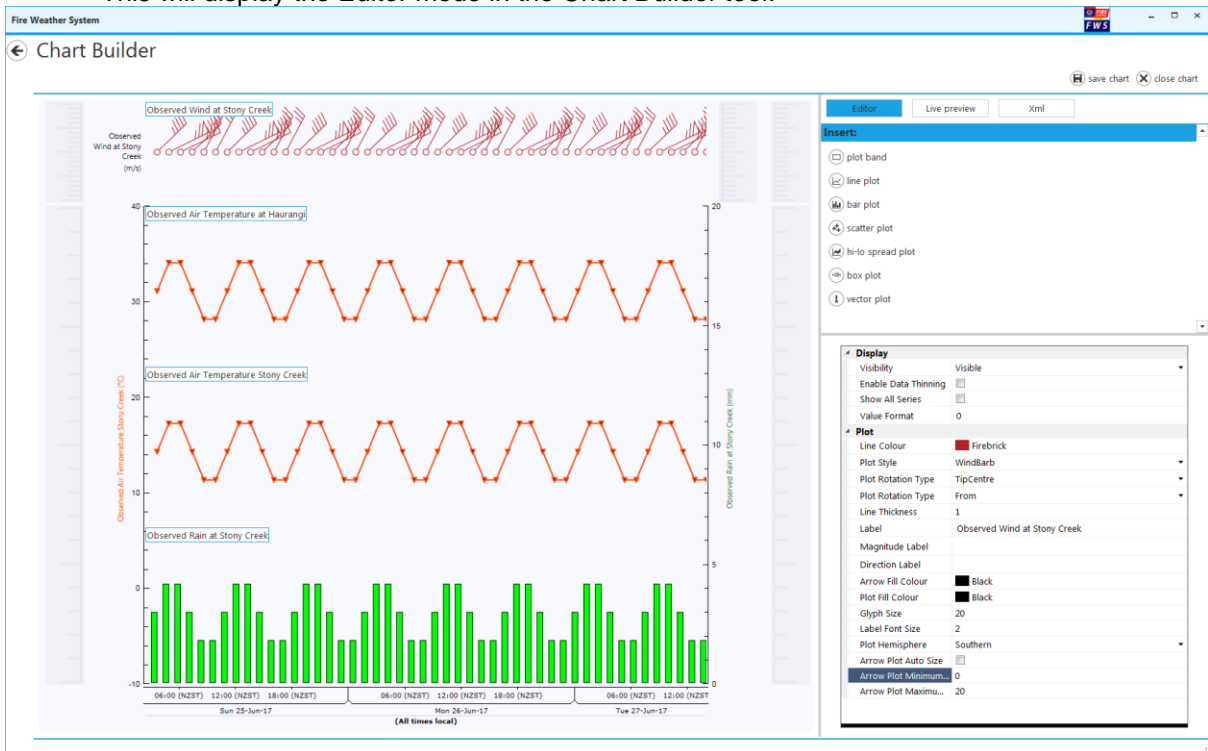 This will display the Editor mode in the Chart Builder tool.
Fire Weather System
FIRE
FWS
Chart Builder
save chart
close chart
Observed Wind at Stony Creek
Observed
Wind at Stony
Creek
(m/s)
40
20
Observed Air Temperature at Haurangi
30
15
Observed Air Temperature Stony Creek
20
10
10
Observed Air Temperature Stony Creek (°C)
Observed Rain at Stony Creek (mm)
Observed Rain at Stony Creek
5
0
-10
0
06:00 (NZST) 12:00 (NZST) 18:00 (NZST) 06:00 (NZST) 12:00 (NZST) 18:00 (NZST) 06:00 (NZST) 12:00 (NZST
Sun 25-Jun-17 Mon 26-Jun-17 Tue 27-Jun-17
(All times local)
Editor Live preview Xml
Insert:
plot band
line plot
bar plot
scatter plot
hi-lo spread plot
box plot
vector plot
Display
Visibility Visible
Enable Data Thinning
Show All Series
Value Format 0
Plot
Line Colour Firebrick
Plot Style WindBarb
Plot Rotation Type TipCentre
Plot Rotation Type From
Line Thickness 1
Label Observed Wind at Stony Creek
Magnitude Label
Direction Label
Arrow Fill Colour Black
Plot Fill Colour Black
Glyph Size 20
Label Font Size 2
Plot Hemisphere Southern
Arrow Plot Auto Size
Arrow Plot Minimum... 0
Arrow Plot Maximu... 20